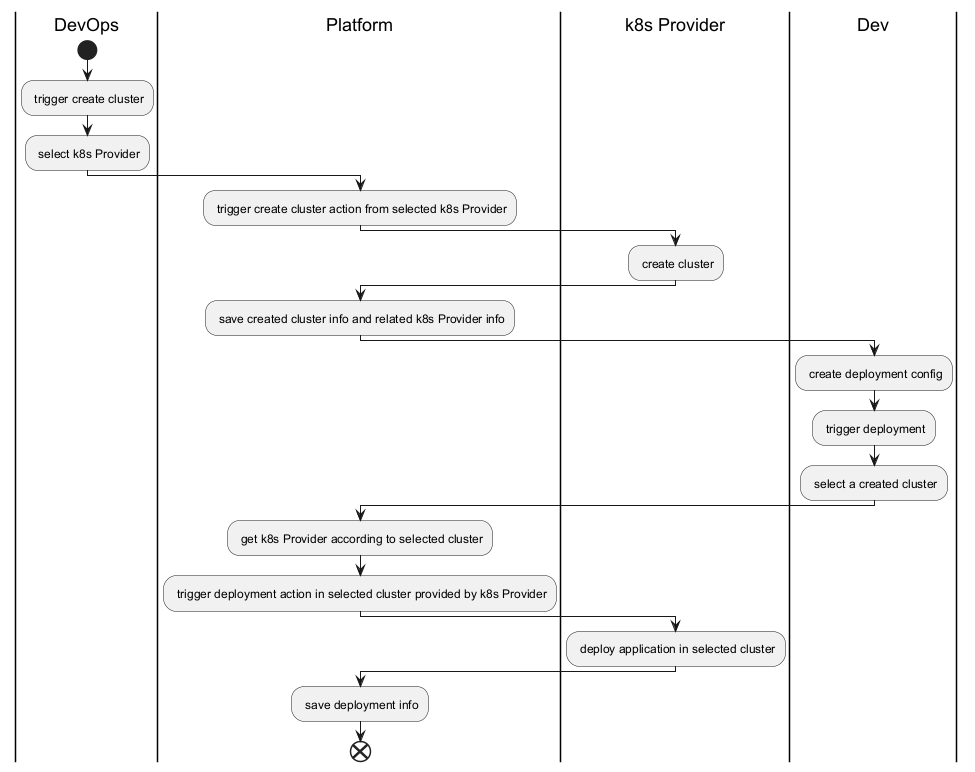 DevOps
Platform
k8s Provider
Dev
trigger create cluster
select k8s Provider
trigger create cluster action from selected k8s Provider
create cluster
save created cluster info and related k8s Provider info
create deployment config
trigger deployment
select a created cluster
get k8s Provider according to selected cluster
trigger deployment action in selected cluster provided by k8s Provider
deploy application in selected cluster
save deployment info